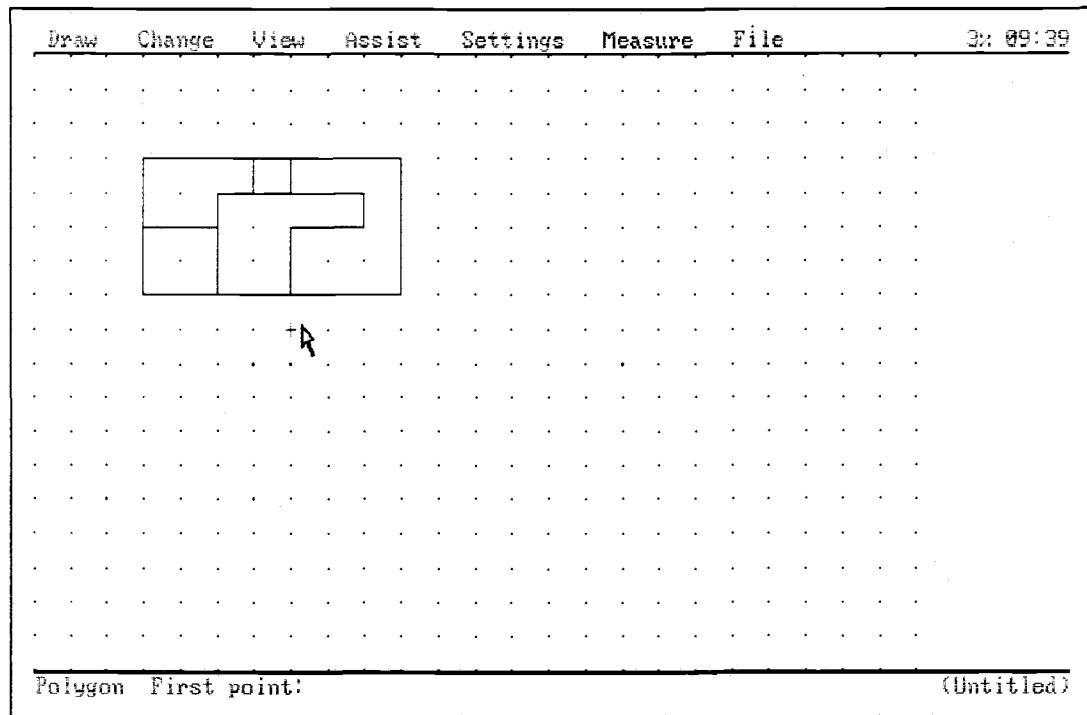 Draw Change View Assist Settings Measure File 3% 09:39
Polygon First point: (Untitled)